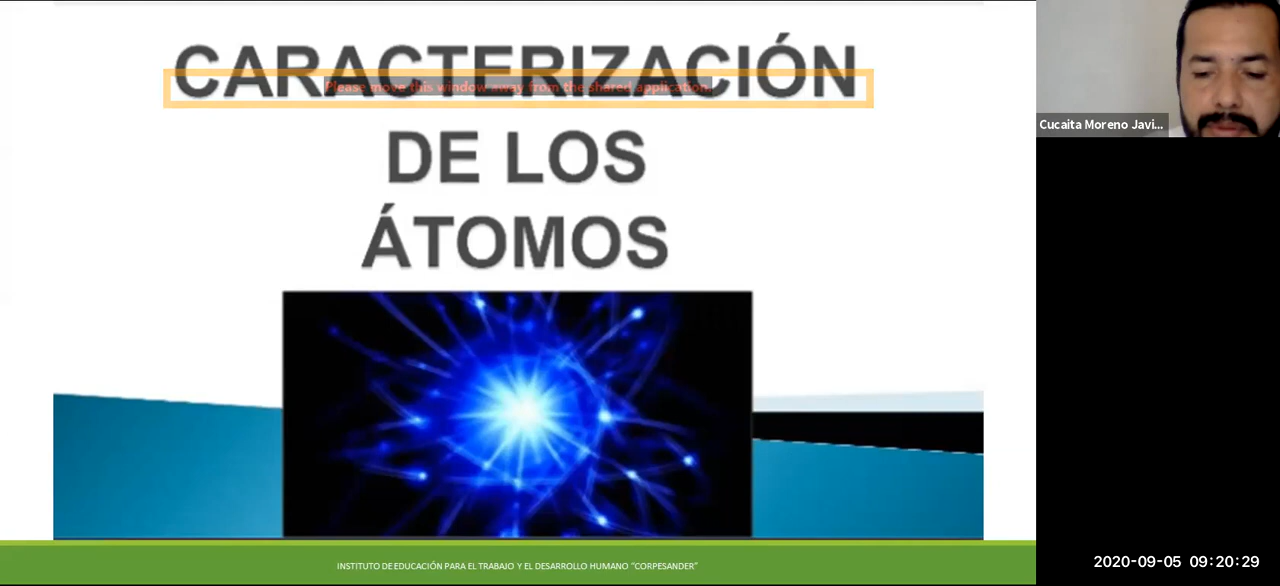 CARACTERIZACIÓN
Please move this window away from the shared application.
DE LOS
ÁTOMOS
INSTITUTO DE EDUCACIÓN PARA EL TRABAJO Y EL DESARROLLO HUMANO "CORPESANDER"
Cucaita Moreno Javi...
2020-09-05 09:20:29